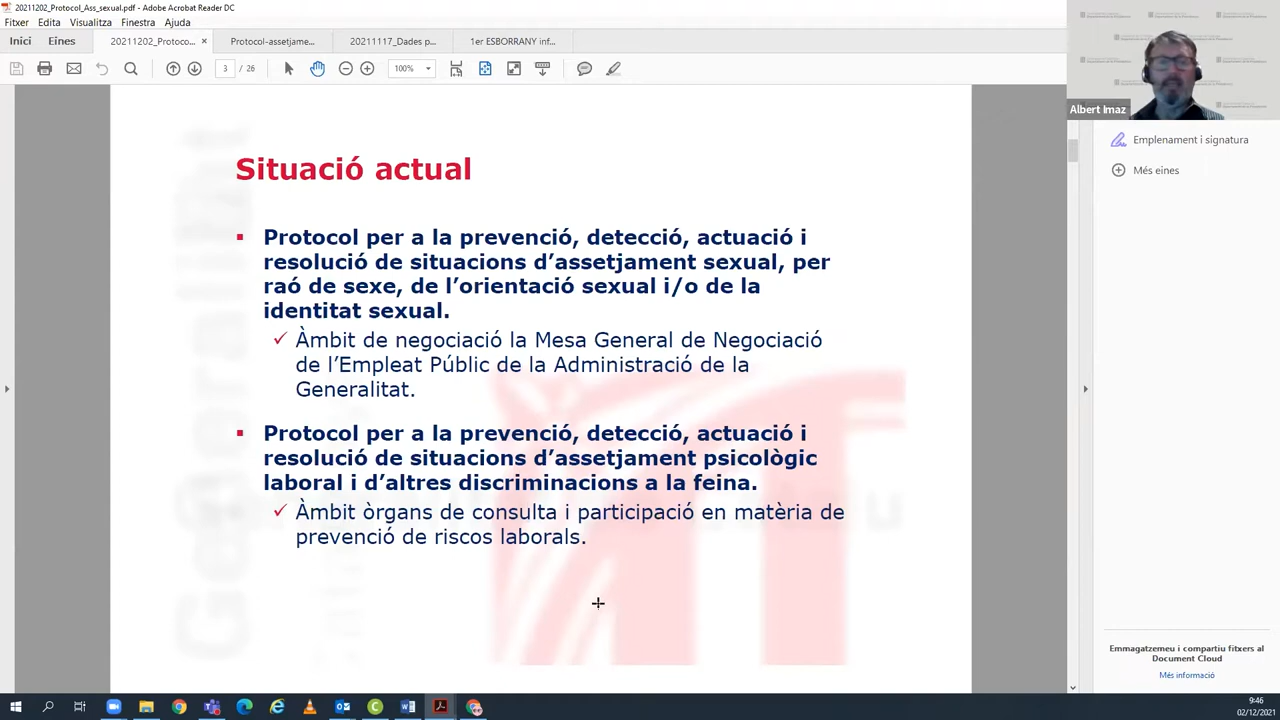 20211202_Protocol_Ass_sexual.pdf - Adobe Acrobat Reader DC
Fitxer Edita Visualitza Finestra Ajuda
Inici Eines 20211202_Protoco... × Protocol-assetjame... 20211117_Dades p... 1er ESBORRANY inf...
3 / 26 100%
Albert Imaz
Emplenament i signatura
Més eines
Situació actual
Protocol per a la prevenció, detecció, actuació i
resolució de situacions d’assetjament sexual, per
raó de sexe, de l’orientació sexual i/o de la
identitat sexual.
Àmbit de negociació la Mesa General de Negociació
de l’Empleat Públic de la Administració de la
Generalitat.
Protocol per a la prevenció, detecció, actuació i
resolució de situacions d’assetjament psicològic
laboral i d’altres discriminacions a la feina.
Àmbit òrgans de consulta i participació en matèria de
prevenció de riscos laborals.
Emmagatzemeu i compartiu fitxers al
Document Cloud
Més informació
9:46
02/12/2021